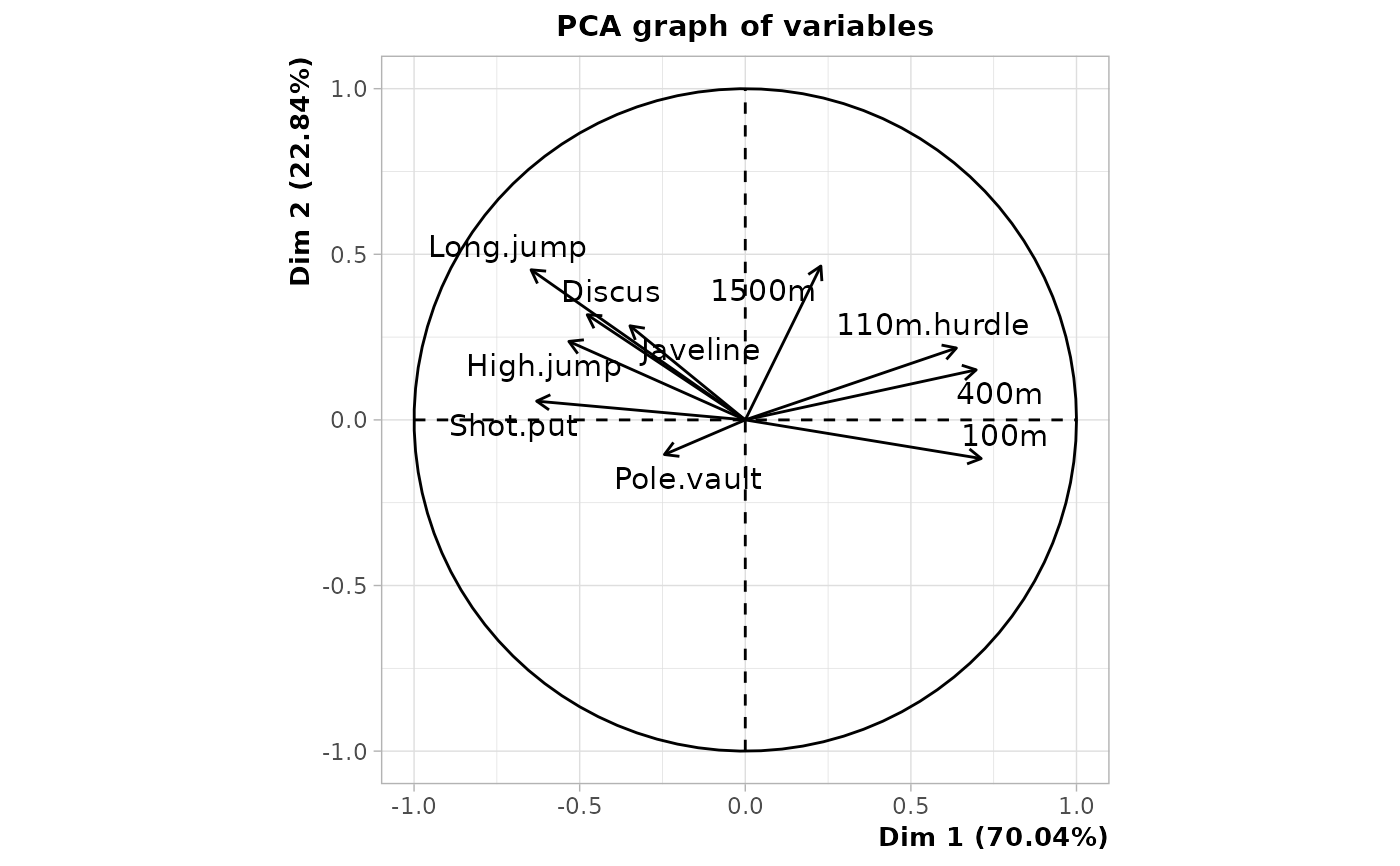 PCA graph of variables
Dim 2 (22.84%)
1.0
0.5
0.0
-0.5
-1.0
Long.jump
Discus
1500m
110m.hurdle
Javeline
High.jump
400m
Shot.put
100m
Pole.vault
-1.0
-0.5
0.0
0.5
1.0
Dim 1 (70.04%)